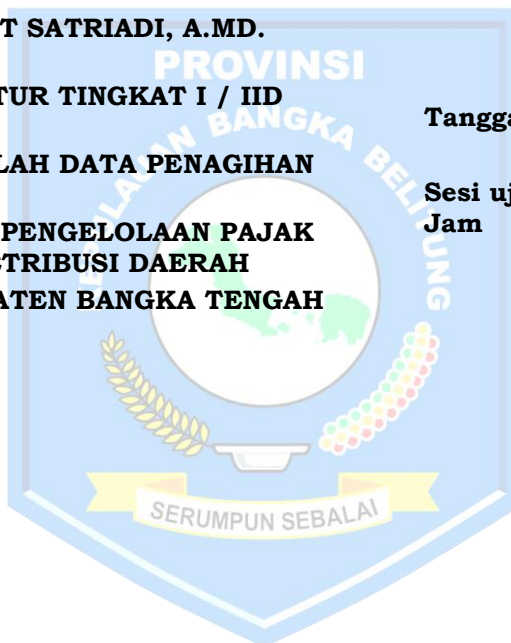 T SATRIADI, A.MD.
PROVINSI
TUR TINGKAT I / IID
KEPULAUAN BANGKA BELITUNG
Tangga
LAH DATA PENAGIHAN
Sesi uj
PENGELOLAAN PAJAK
Jam
TRIBUSI DAERAH
ATEN BANGKA TENGAH
SERUMPUN SEBALAI